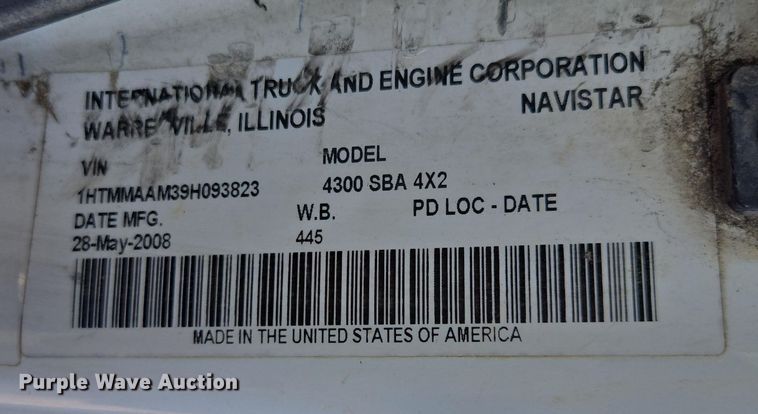 INTERNATIONAL TRUCK AND ENGINE CORPORATION
WARRENVILLE, ILLINOIS NAVISTAR
VIN MODEL
1HTMMAAM39H093823 4300 SBA 4X2
DATE MFG. W.B. PD LOC - DATE
28-May-2008 445
MADE IN THE UNITED STATES OF AMERICA
Purple Wave Auction